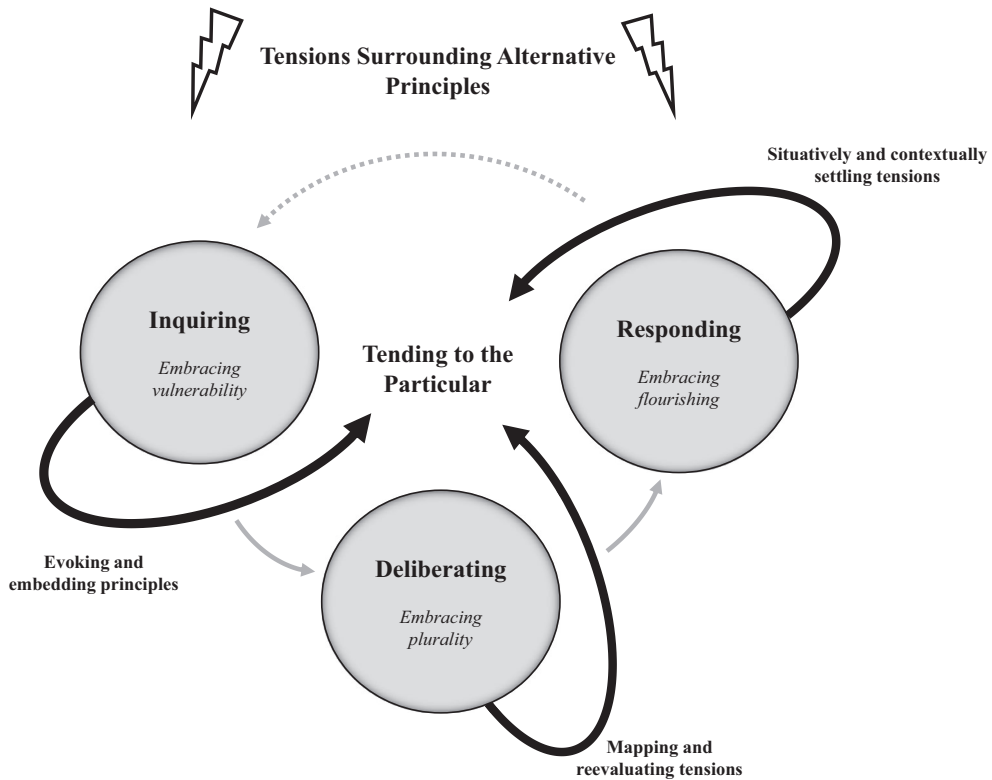 Tensions Surrounding Alternative
Principles
Situatively and contextually
settling tensions
Inquiring
Embracing
vulnerability
Tending to the
Particular
Responding
Embracing
flourishing
Evoking and
embedding principles
Deliberating
Embracing
plurality
Mapping and
reevaluating tensions